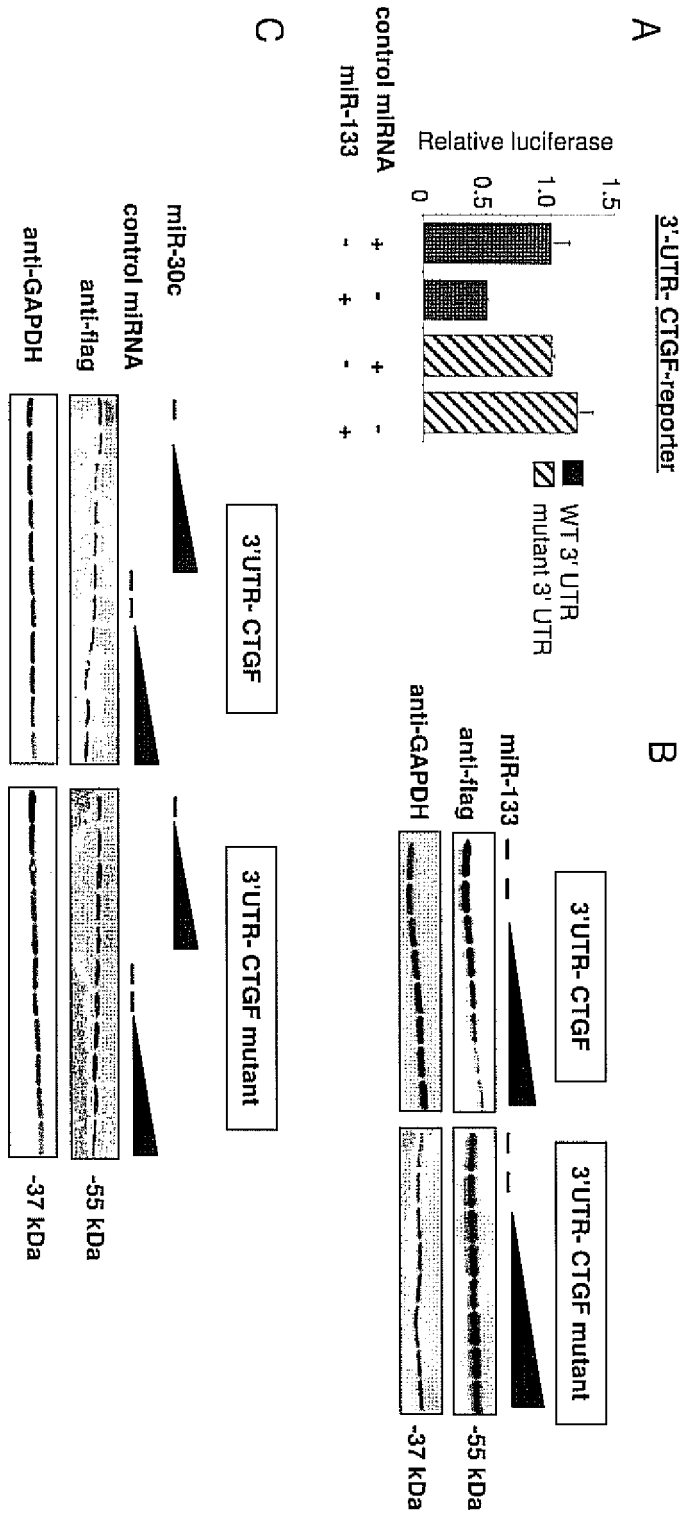 A
3'-UTR- CTGF-reporter
Relative luciferase
1.5
1.0
0.5
0
WT 3' UTR
mutant 3' UTR
control miRNA + - + -
miR-133 - + - +
B
3'UTR- CTGF
3'UTR- CTGF mutant
miR-133
anti-flag
-55 kDa
anti-GAPDH
-37 kDa
C
3'UTR- CTGF
3'UTR- CTGF mutant
miR-30c
control miRNA
anti-flag
-55 kDa
anti-GAPDH
-37 kDa